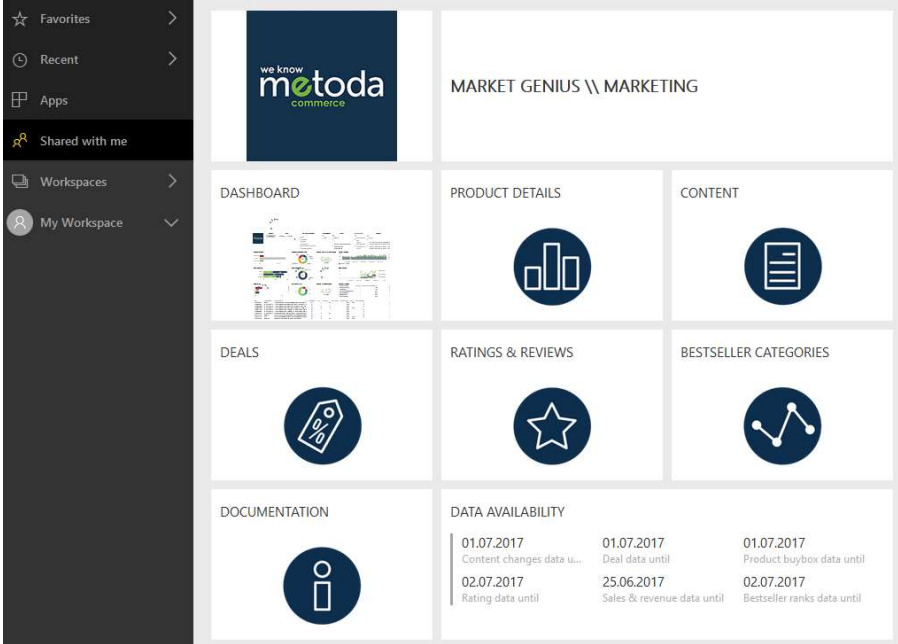 Favorites
Recent
Apps
Shared with me
Workspaces
My Workspace
we know
metoda
commerce
MARKET GENIUS \\ MARKETING
DASHBOARD
PRODUCT DETAILS
CONTENT
DEALS
%
RATINGS & REVIEWS
BESTSELLER CATEGORIES
DOCUMENTATION
DATA AVAILABILITY
01.07.2017
Content changes data u...
01.07.2017
Deal data until
01.07.2017
Product buybox data until
02.07.2017
Rating data until
25.06.2017
Sales & revenue data until
02.07.2017
Bestseller ranks data until